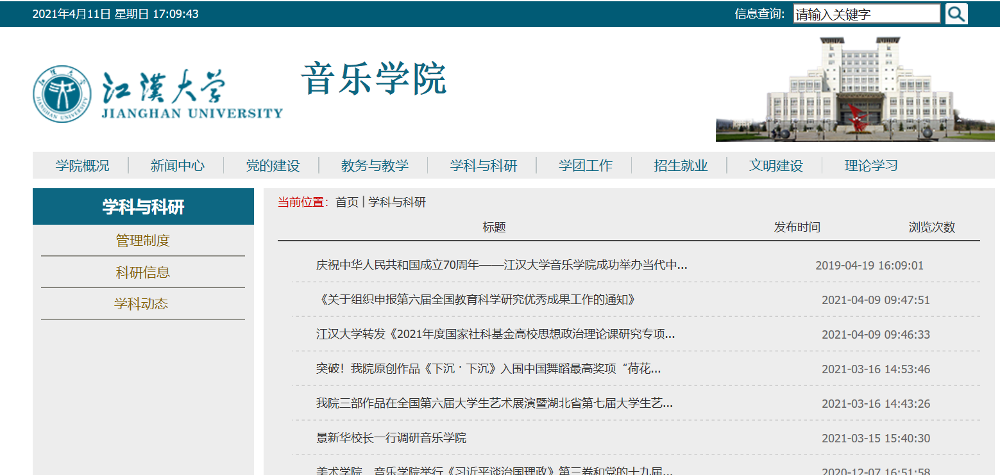 2021年4月11日 星期日 17:09:43
信息查询: 请输入关键字
江漢大学
JIANGHAN UNIVERSITY
音乐学院
学院概况 新闻中心 党的建设 教务与教学 学科与科研 学团工作 招生就业 文明建设 理论学习
学科与科研
管理制度
科研信息
学科动态
当前位置：首页 | 学科与科研
标题 发布时间 浏览次数
庆祝中华人民共和国成立70周年——江汉大学音乐学院成功举办当代中... 2019-04-19 16:09:01
《关于组织申报第六届全国教育科学研究优秀成果工作的通知》 2021-04-09 09:47:51
江汉大学转发《2021年度国家社科基金高校思想政治理论课研究专项... 2021-04-09 09:46:33
突破！我院原创作品《下沉·下沉》入围中国舞蹈最高奖项“荷花... 2021-03-16 14:53:46
我院三部作品在全国第六届大学生艺术展演暨湖北省第七届大学生艺... 2021-03-16 14:43:26
景新华校长一行调研音乐学院 2021-03-15 15:40:30
美术学院、音乐学院举行《习近平谈治国理政》第三卷和党的十九届... 2020-12-07 16:51:58